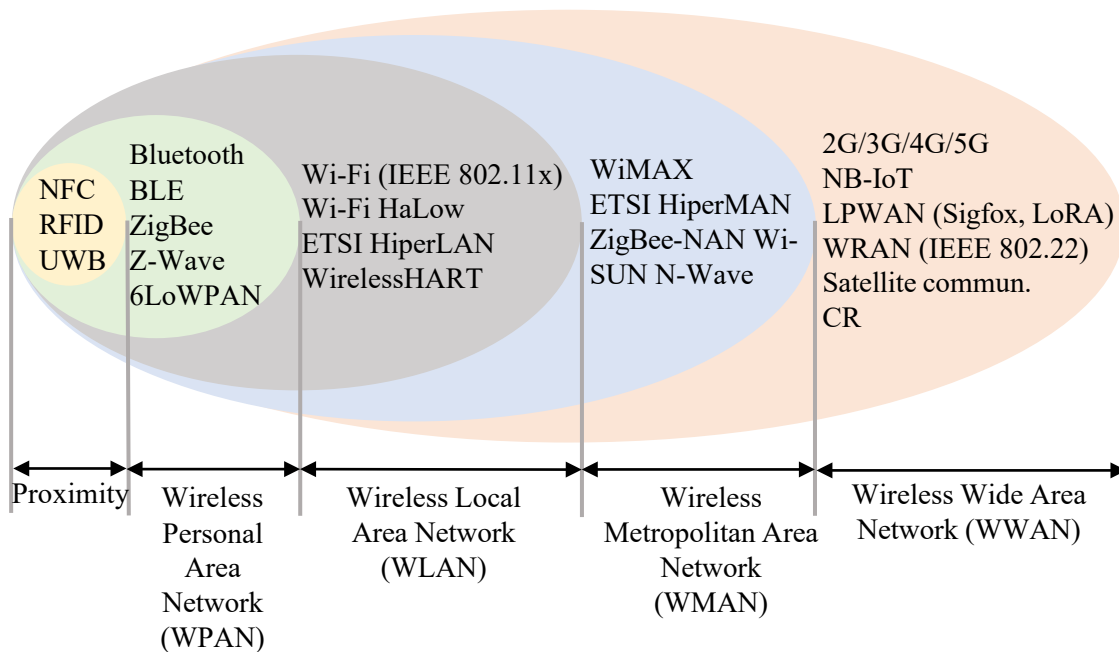 NFC
RFID
UWB
Bluetooth
BLE
ZigBee
Z-Wave
6LoWPAN
Wi-Fi (IEEE 802.11x)
Wi-Fi HaLow
ETSI HiperLAN
WirelessHART
WiMAX
ETSI HiperMAN
ZigBee-NAN Wi-
SUN N-Wave
2G/3G/4G/5G
NB-IoT
LPWAN (Sigfox, LoRA)
WRAN (IEEE 802.22)
Satellite commun.
CR
Proximity
Wireless
Personal
Area
Network
(WPAN)
Wireless Local
Area Network
(WLAN)
Wireless
Metropolitan Area
Network
(WMAN)
Wireless Wide Area
Network (WWAN)